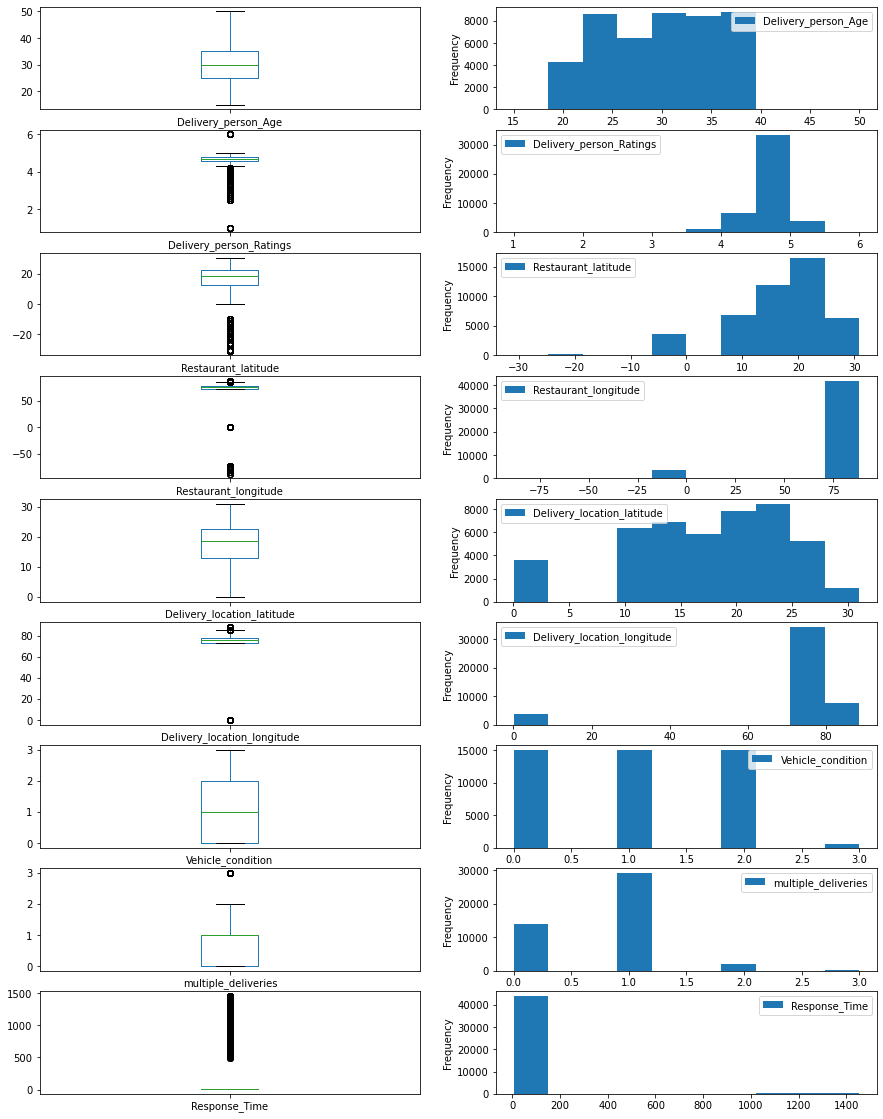 50
40
30
20
Delivery_person_Age
8000
6000
4000
2000
0
Frequency
Delivery_person_Age
15 20 25 30 35 40 45 50
6
4
2
Delivery_person_Ratings
30000
20000
10000
0
Frequency
Delivery_person_Ratings
1 2 3 4 5 6
20
0
−20
Restaurant_latitude
15000
10000
5000
0
Frequency
Restaurant_latitude
−30 −20 −10 0 10 20 30
50
0
−50
Restaurant_longitude
40000
30000
20000
10000
0
Frequency
Restaurant_longitude
−75 −50 −25 0 25 50 75
30
20
10
0
Delivery_location_latitude
8000
6000
4000
2000
0
Frequency
Delivery_location_latitude
0 5 10 15 20 25 30
80
60
40
20
0
Delivery_location_longitude
30000
20000
10000
0
Frequency
Delivery_location_longitude
0 20 40 60 80
3
2
1
0
Vehicle_condition
15000
10000
5000
0
Frequency
Vehicle_condition
0.0 0.5 1.0 1.5 2.0 2.5 3.0
3
2
1
0
multiple_deliveries
30000
20000
10000
0
Frequency
multiple_deliveries
0.0 0.5 1.0 1.5 2.0 2.5 3.0
1500
1000
500
0
Response_Time
40000
30000
20000
10000
0
Frequency
Response_Time
0 200 400 600 800 1000 1200 1400